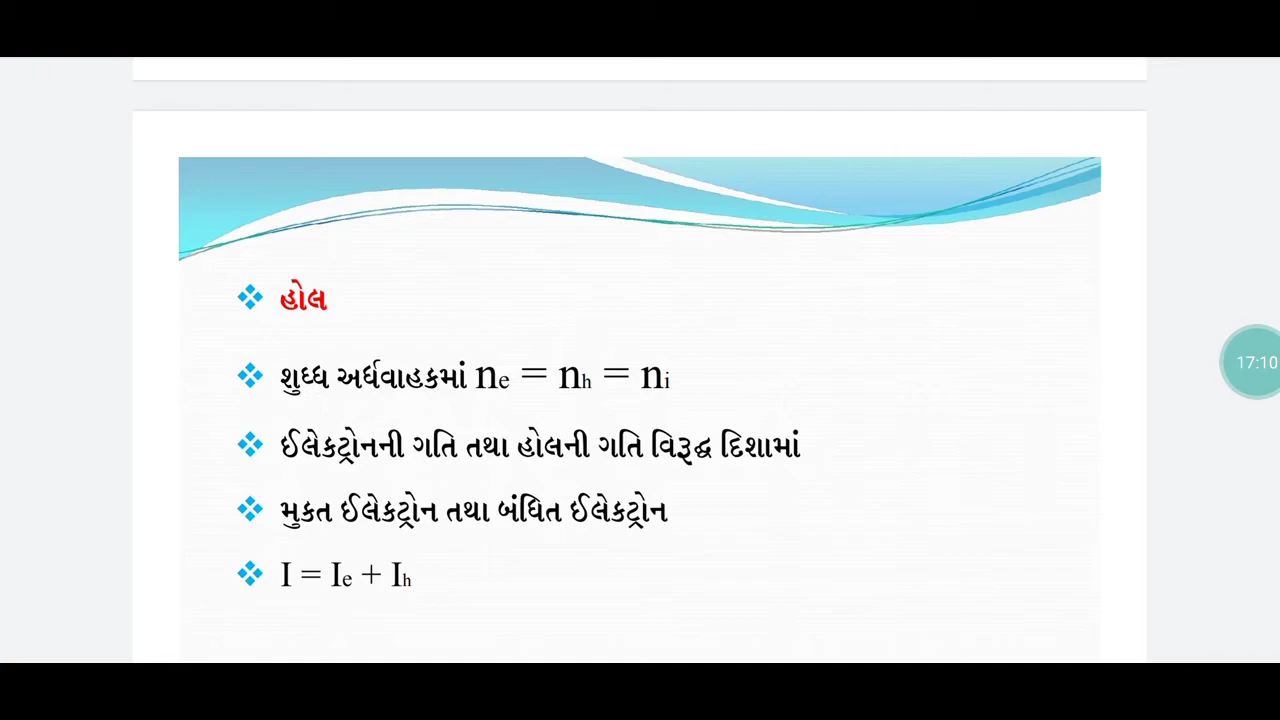 હોલ
શુધ્ધ અર્ધવાહકમાં nₑ = nₕ = nᵢ
ઈલેકટ્રોનની ગતિ તથા હોલની ગતિ વિરૂદ્ધ દિશામાં
મુકત ઈલેકટ્રોન તથા બંધિત ઈલેકટ્રોન
I = Iₑ + Iₕ
17:10